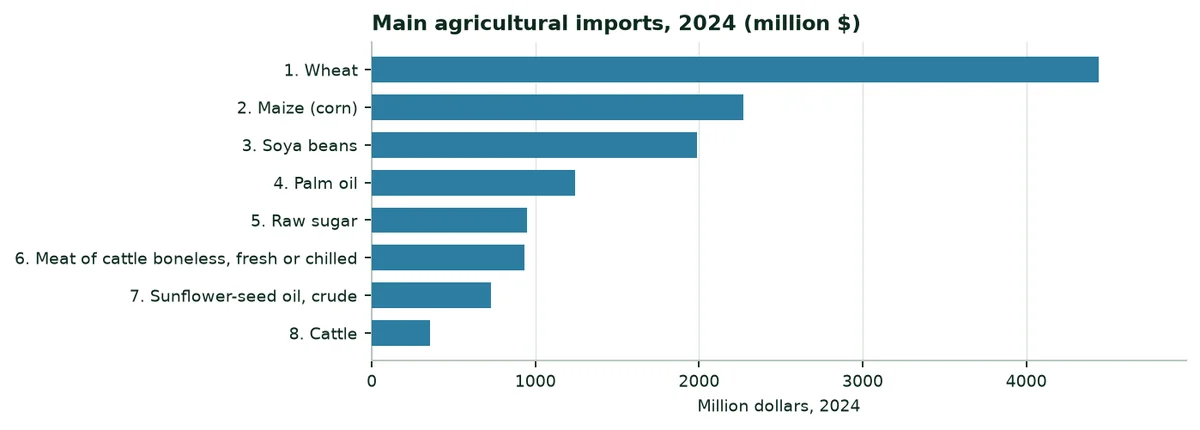 Main agricultural imports, 2024 (million $)
1. Wheat
2. Maize (corn)
3. Soya beans
4. Palm oil
5. Raw sugar
6. Meat of cattle boneless, fresh or chilled
7. Sunflower-seed oil, crude
8. Cattle
0 1000 2000 3000 4000
Million dollars, 2024